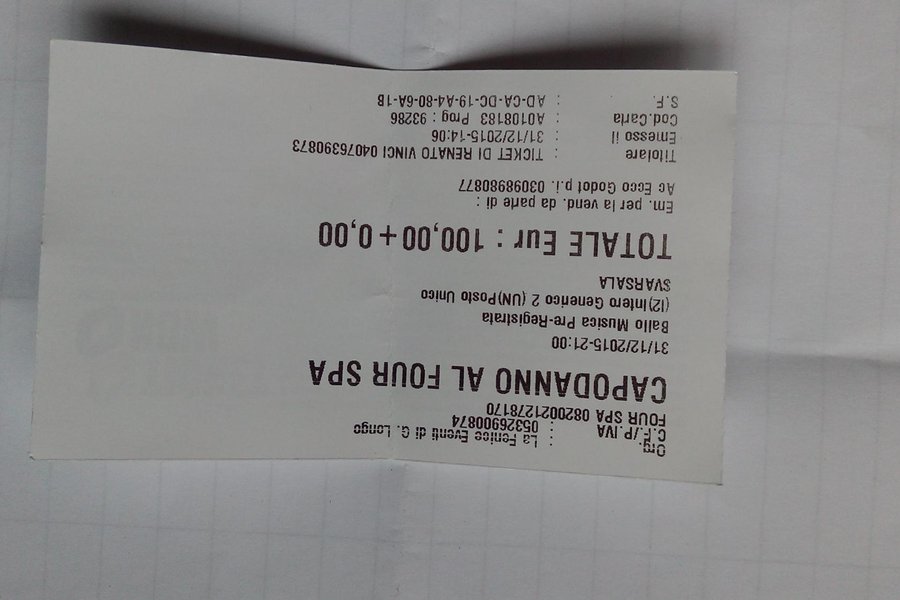 Org. : La Fenice Eventi di G. Longo
C.F./P.IVA : 05326900874
FOUR SPA 0820021278170
CAPODANNO AL FOUR SPA
31/12/2015-21:00
Ballo Musica Pre-Registrata
(I2)Intero Generico 2 (UN)Posto Unico
SVARSALA
TOTALE Eur : 100,00 + 0,00
Em. per la vend. da parte di :
Ac Ecco Godot p.i. 03098980877
Titolare : TICKET DI RENATO VINCI 04076390873
Emesso il : 31/12/2015-14:06
Cod.Carta : A0108183 Prog : 93286
S.F. : AD-CA-DC-19-A4-80-6A-1B